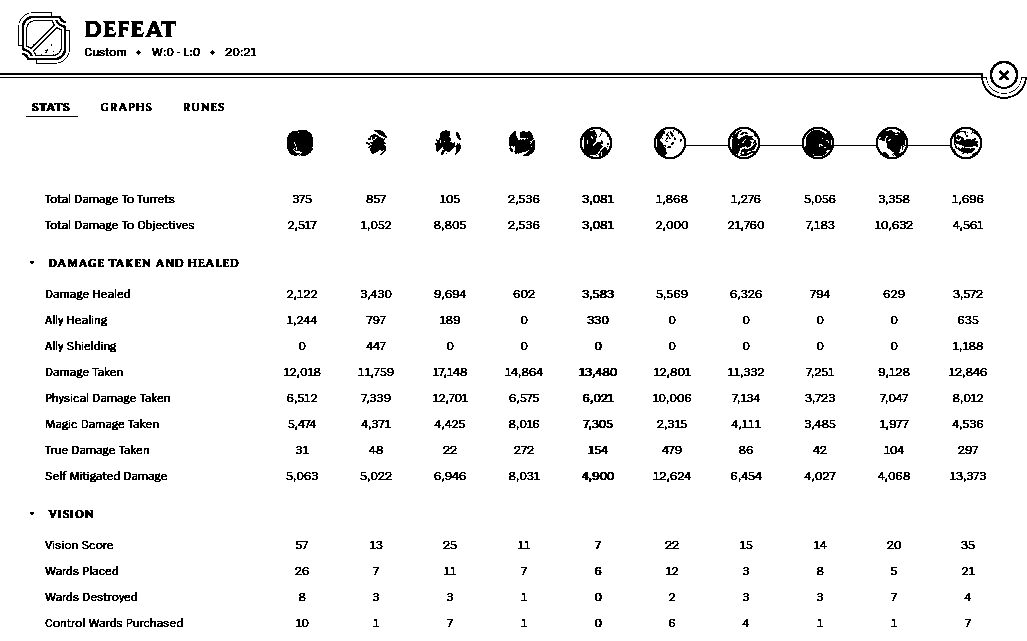 DEFEAT
Custom • W:0 - L:0 • 20:21
STATS GRAPHS RUNES
Total Damage To Turrets 375 857 105 2,536 3,081 1,868 1,276 5,056 3,358 1,696
Total Damage To Objectives 2,517 1,052 8,805 2,536 3,081 2,000 21,760 7,183 10,632 4,561
DAMAGE TAKEN AND HEALED
Damage Healed 2,122 3,430 9,694 602 3,583 5,569 6,326 794 629 3,572
Ally Healing 1,244 797 189 0 330 0 0 0 0 635
Ally Shielding 0 447 0 0 0 0 0 0 0 1,188
Damage Taken 12,018 11,759 17,148 14,864 13,480 12,801 11,332 7,251 9,128 12,846
Physical Damage Taken 6,512 7,339 12,701 6,575 6,021 10,006 7,134 3,723 7,047 8,012
Magic Damage Taken 5,474 4,371 4,425 8,016 7,305 2,315 4,111 3,485 1,977 4,536
True Damage Taken 31 48 22 272 154 479 86 42 104 297
Self Mitigated Damage 5,063 5,022 6,946 8,031 4,900 12,624 6,454 4,027 4,068 13,373
VISION
Vision Score 57 13 25 11 7 22 15 14 20 35
Wards Placed 26 7 11 7 6 12 3 8 5 21
Wards Destroyed 8 3 3 1 0 2 3 3 7 4
Control Wards Purchased 10 1 7 1 0 6 4 1 1 7